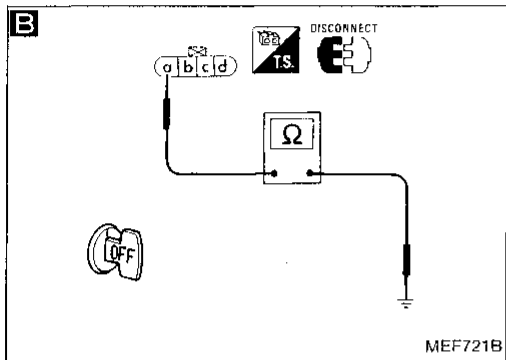 B
DISCONNECT
T.S.
a b c d
Ω
OFF
MEF721B